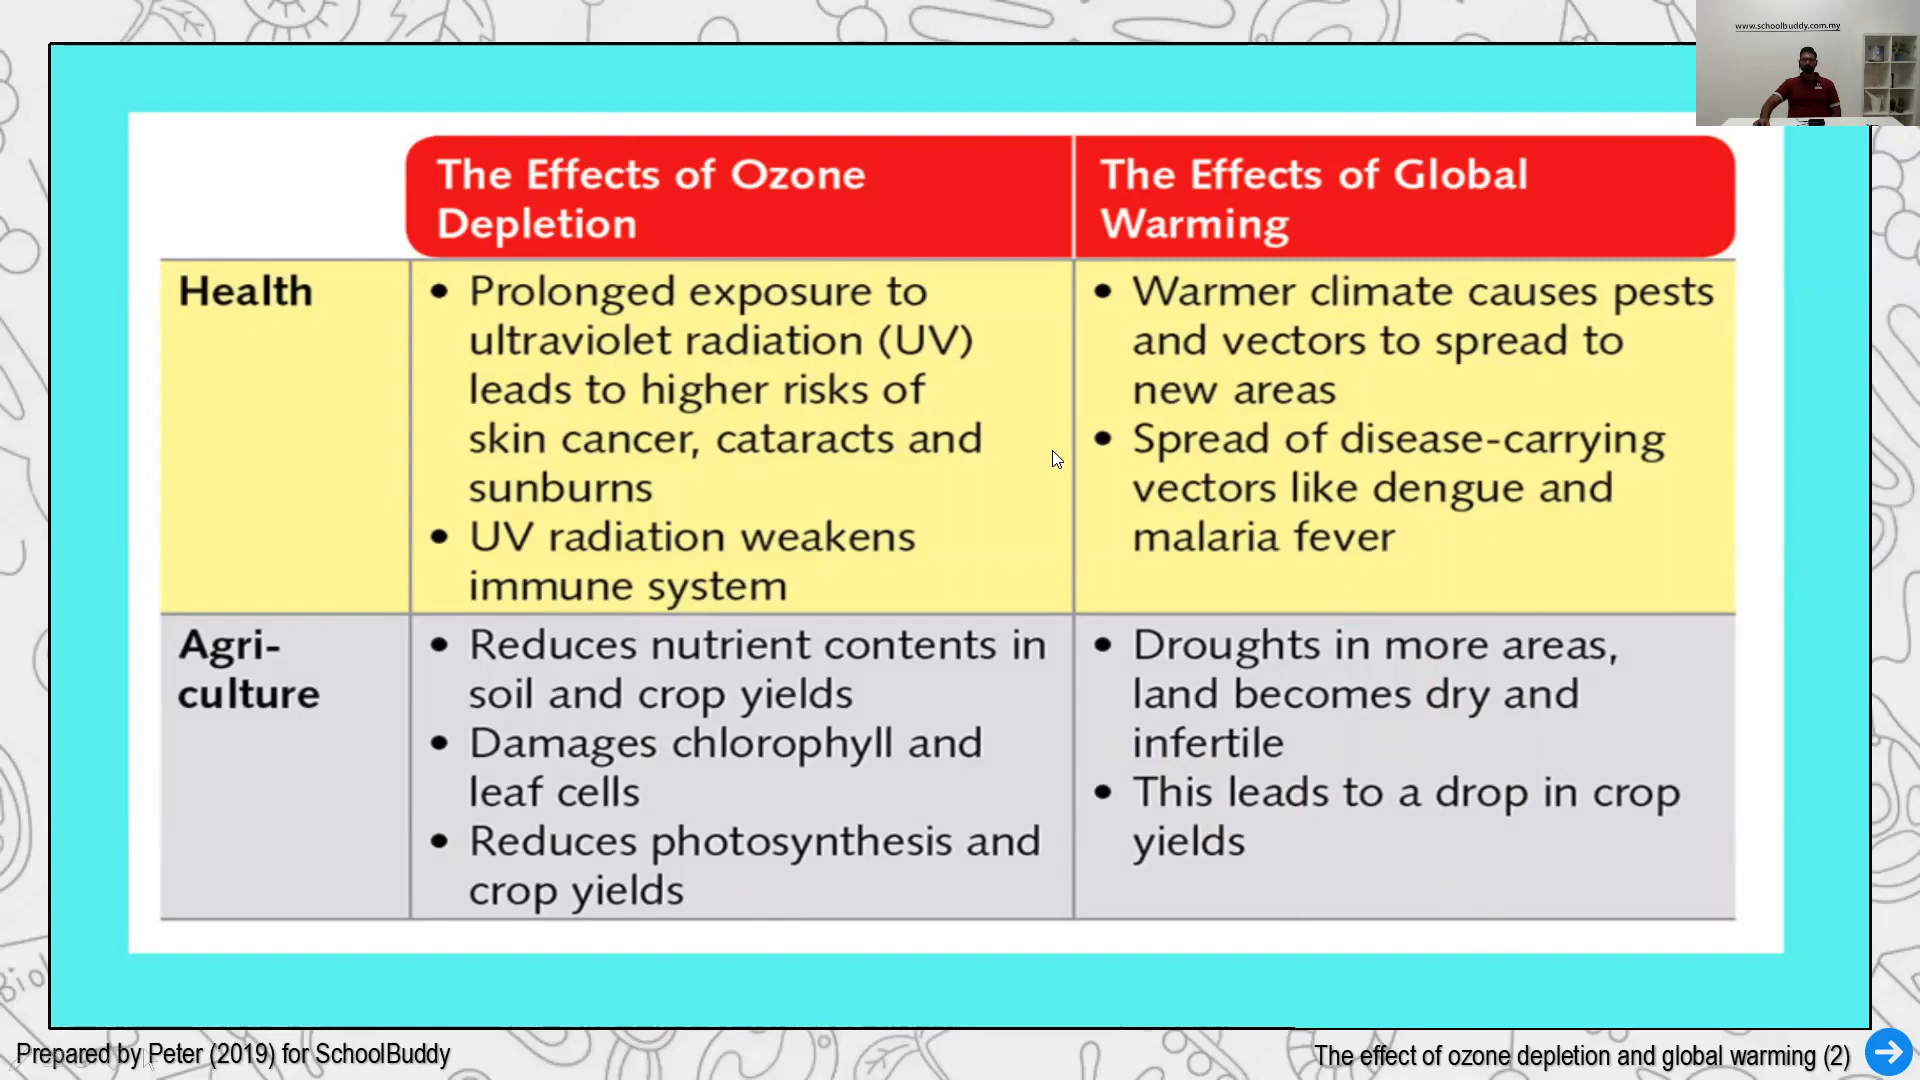 www.schoolbuddy.com.my
The Effects of Ozone
Depletion
The Effects of Global
Warming
Health
• Prolonged exposure to
ultraviolet radiation (UV)
leads to higher risks of
skin cancer, cataracts and
sunburns
• UV radiation weakens
immune system
• Warmer climate causes pests
and vectors to spread to
new areas
• Spread of disease-carrying
vectors like dengue and
malaria fever
Agri-
culture
• Reduces nutrient contents in
soil and crop yields
• Damages chlorophyll and
leaf cells
• Reduces photosynthesis and
crop yields
• Droughts in more areas,
land becomes dry and
infertile
• This leads to a drop in crop
yields
Biol
Prepared by Peter (2019) for SchoolBuddy
The effect of ozone depletion and global warming (2)